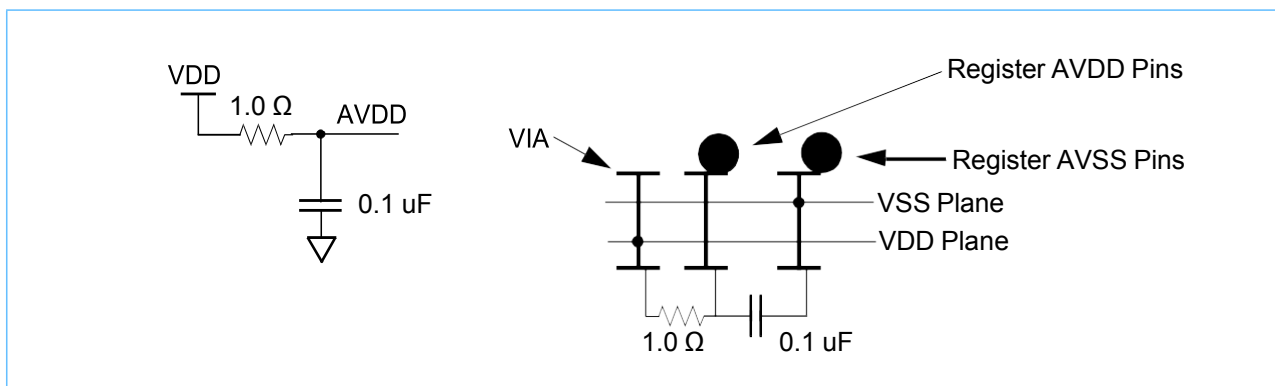 VDD
1.0 Ω
AVDD
0.1 uF
Register AVDD Pins
VIA
Register AVSS Pins
VSS Plane
VDD Plane
1.0 Ω
0.1 uF